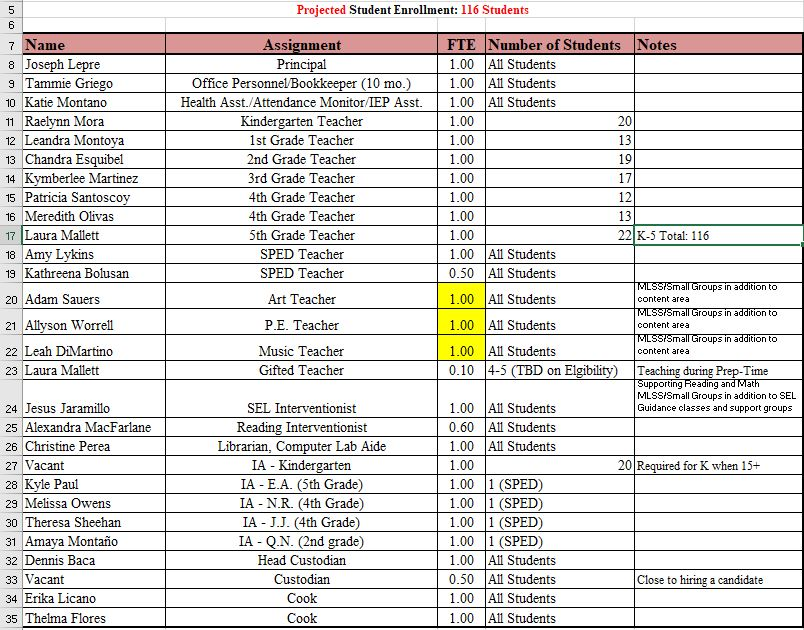 5 Projected Student Enrollment: 116 Students
6
7 Name Assignment FTE Number of Students Notes
8 Joseph Lepre Principal 1.00 All Students
9 Tammie Griego Office Personnel/Bookkeeper (10 mo.) 1.00 All Students
10 Katie Montano Health Asst./Attendance Monitor/IEP Asst. 1.00 All Students
11 Raelynn Mora Kindergarten Teacher 1.00 20
12 Leandra Montoya 1st Grade Teacher 1.00 13
13 Chandra Esquibel 2nd Grade Teacher 1.00 19
14 Kymberlee Martinez 3rd Grade Teacher 1.00 17
15 Patricia Santoscoy 4th Grade Teacher 1.00 12
16 Meredith Olivas 4th Grade Teacher 1.00 13
17 Laura Mallett 5th Grade Teacher 1.00 22 K-5 Total: 116
18 Amy Lykins SPED Teacher 1.00 All Students
19 Kathreena Bolusan SPED Teacher 0.50 All Students
20 Adam Sauers Art Teacher 1.00 All Students MLSS/Small Groups in addition to
content area
21 Allyson Worrell P.E. Teacher 1.00 All Students MLSS/Small Groups in addition to
content area
22 Leah DiMartino Music Teacher 1.00 All Students MLSS/Small Groups in addition to
content area
23 Laura Mallett Gifted Teacher 0.10 4-5 (TBD on Elgibility) Teaching during Prep-Time
24 Jesus Jaramillo SEL Interventionist 1.00 All Students Supporting Reading and Math
MLSS/Small Groups in addition to SEL
Guidance classes and support groups
25 Alexandra MacFarlane Reading Interventionist 0.60 All Students
26 Christine Perea Librarian, Computer Lab Aide 1.00 All Students
27 Vacant IA - Kindergarten 1.00 20 Required for K when 15+
28 Kyle Paul IA - E.A. (5th Grade) 1.00 1 (SPED)
29 Melissa Owens IA - N.R. (4th Grade) 1.00 1 (SPED)
30 Theresa Sheehan IA - J.J. (4th Grade) 1.00 1 (SPED)
31 Amaya Montaño IA - Q.N. (2nd grade) 1.00 1 (SPED)
32 Dennis Baca Head Custodian 1.00 All Students
33 Vacant Custodian 0.50 All Students Close to hiring a candidate
34 Erika Licano Cook 1.00 All Students
35 Thelma Flores Cook 1.00 All Students